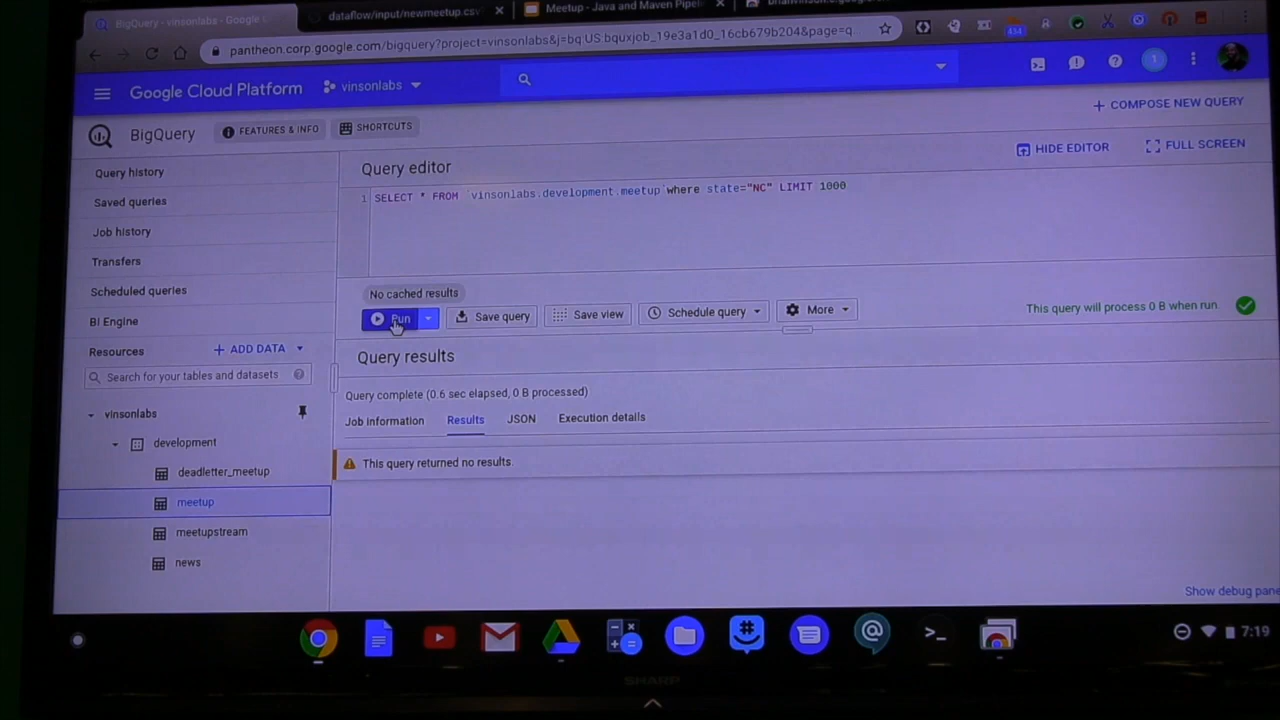 BigQuery - vinsonlabs - Google
dataflow/input/newmeetup.csv
Meetup - Java and Maven Pipel
pantheon.corp.google.com/bigquery?project=vinsonlabs&j=bq:US:bquxjob_19e3a1d0_16cb679b204&page=q...
Google Cloud Platform
vinsonlabs
1
BigQuery
FEATURES & INFO
SHORTCUTS
+ COMPOSE NEW QUERY
Query history
Saved queries
Job history
Transfers
Scheduled queries
BI Engine
Resources
+ ADD DATA
Search for your tables and datasets
vinsonlabs
development
deadletter_meetup
meetup
meetupstream
news
Query editor
HIDE EDITOR
FULL SCREEN
1 SELECT * FROM `vinsonlabs.development.meetup`where state="NC" LIMIT 1000
No cached results
Run
Save query
Save view
Schedule query
More
This query will process 0 B when run.
Query results
Query complete (0.6 sec elapsed, 0 B processed)
Job information
Results
JSON
Execution details
This query returned no results.
Show debug pane
7:19
SHARP